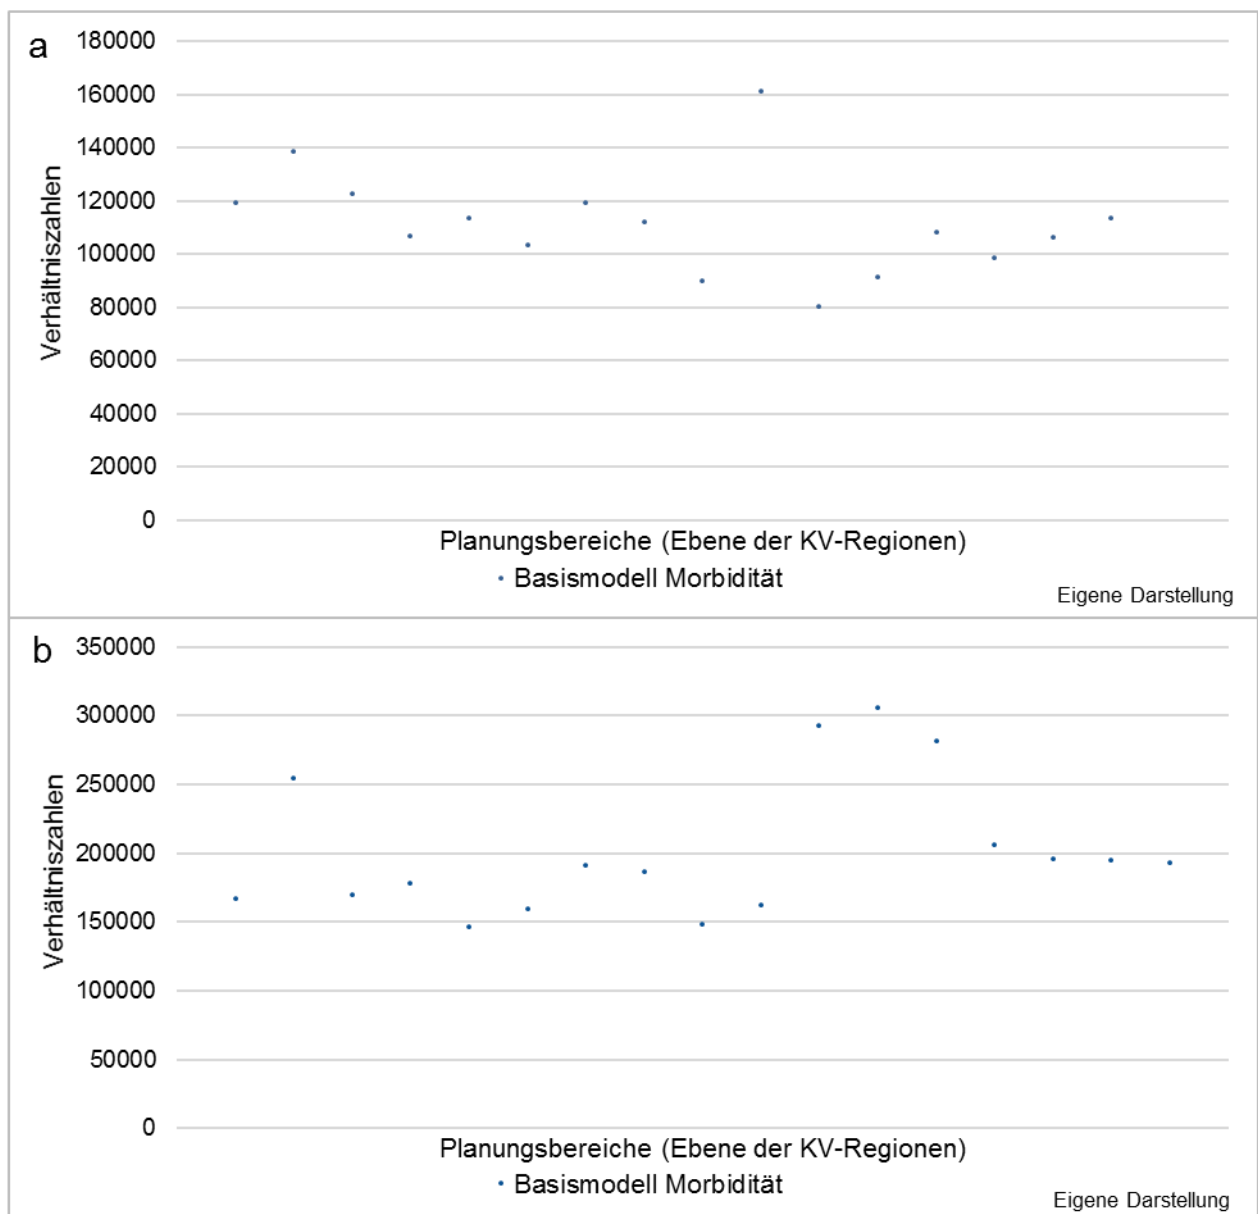 a
180000
160000
140000
120000
100000
80000
60000
40000
20000
0
Verhältniszahlen
Planungsbereiche (Ebene der KV-Regionen)
Basismodell Morbidität
Eigene Darstellung
b
350000
300000
250000
200000
150000
100000
50000
0
Verhältniszahlen
Planungsbereiche (Ebene der KV-Regionen)
Basismodell Morbidität
Eigene Darstellung